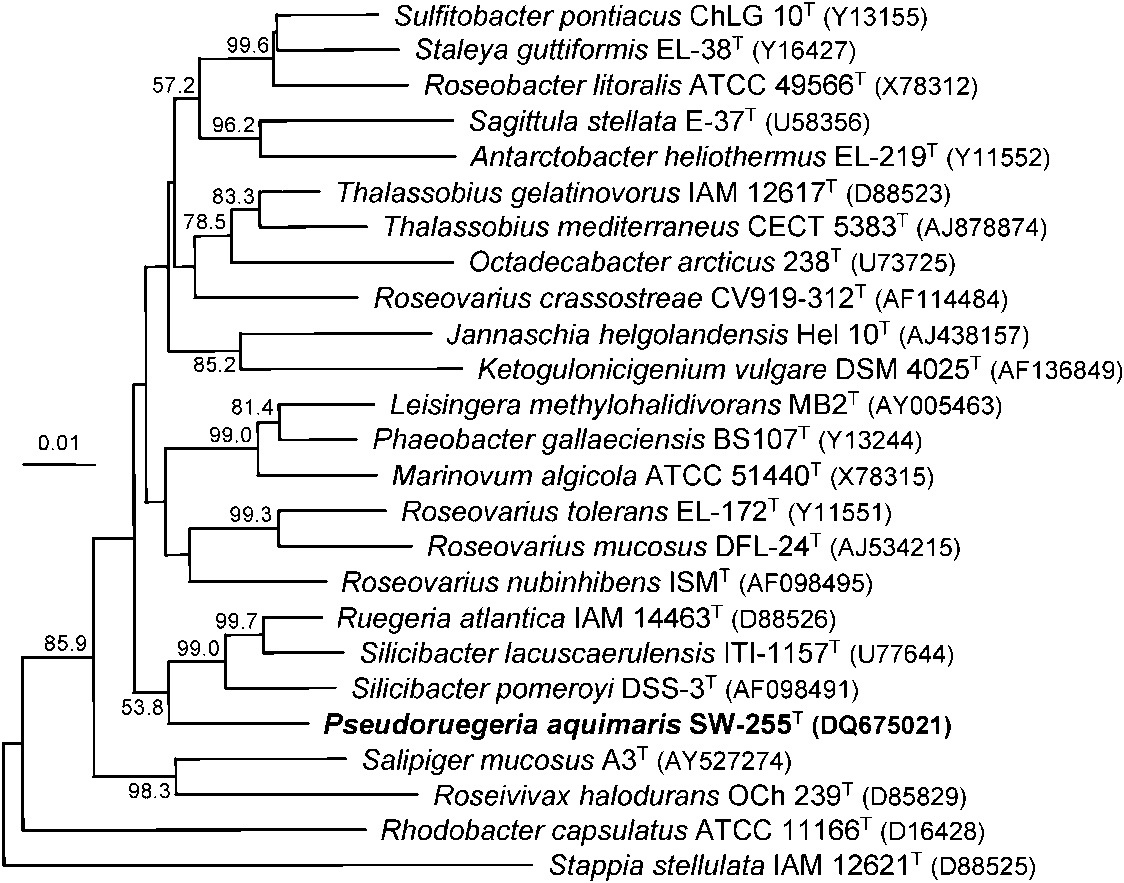 Sulfitobacter pontiacus ChLG 10T (Y13155)
99.6
Staleya guttiformis EL-38T (Y16427)
57.2
Roseobacter litoralis ATCC 49566T (X78312)
96.2
Sagittula stellata E-37T (U58356)
Antarctobacter heliothermus EL-219T (Y11552)
83.3
Thalassobius gelatinovorus IAM 12617T (D88523)
78.5
Thalassobius mediterraneus CECT 5383T (AJ878874)
Octadecabacter arcticus 238T (U73725)
Roseovarius crassostreae CV919-312T (AF114484)
Jannaschia helgolandensis Hel 10T (AJ438157)
85.2
Ketogulonicigenium vulgare DSM 4025T (AF136849)
81.4
Leisingera methylohalidivorans MB2T (AY005463)
0.01
99.0
Phaeobacter gallaeciensis BS107T (Y13244)
Marinovum algicola ATCC 51440T (X78315)
99.3
Roseovarius tolerans EL-172T (Y11551)
Roseovarius mucosus DFL-24T (AJ534215)
Roseovarius nubinhibens ISMT (AF098495)
99.7
Ruegeria atlantica IAM 14463T (D88526)
85.9
99.0
Silicibacter lacuscaerulensis ITI-1157T (U77644)
Silicibacter pomeroyi DSS-3T (AF098491)
53.8
Pseudoruegeria aquimaris SW-255T (DQ675021)
Salipiger mucosus A3T (AY527274)
98.3
Roseivivax halodurans OCh 239T (D85829)
Rhodobacter capsulatus ATCC 11166T (D16428)
Stappia stellulata IAM 12621T (D88525)